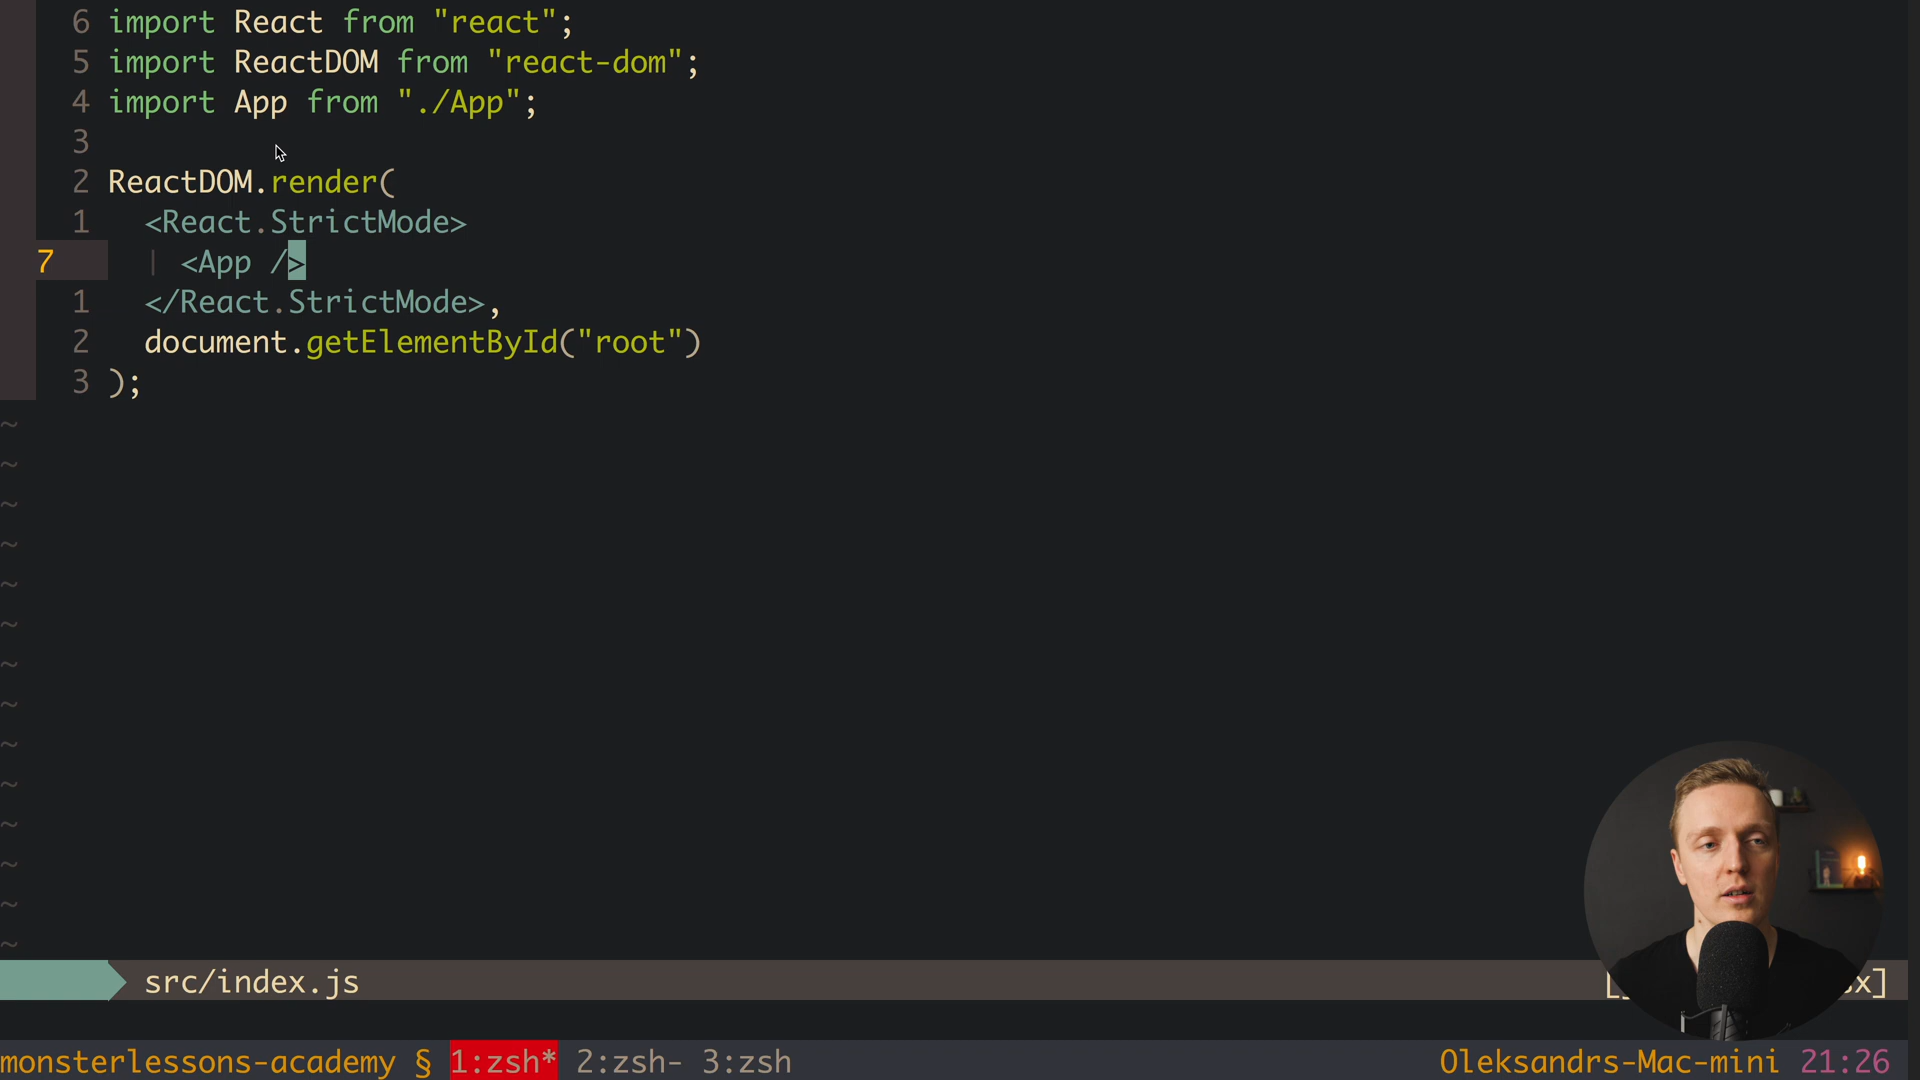 6 import React from "react";
5 import ReactDOM from "react-dom";
4 import App from "./App";
3
2 ReactDOM.render(
1   <React.StrictMode>
7   | <App />
1   </React.StrictMode>,
2   document.getElementById("root")
3 );
~
~
~
~
~
~
~
~
~
~
~
~
~
~
src/index.js
monsterlessons-academy § 1:zsh* 2:zsh- 3:zsh Oleksandrs-Mac-mini 21:26